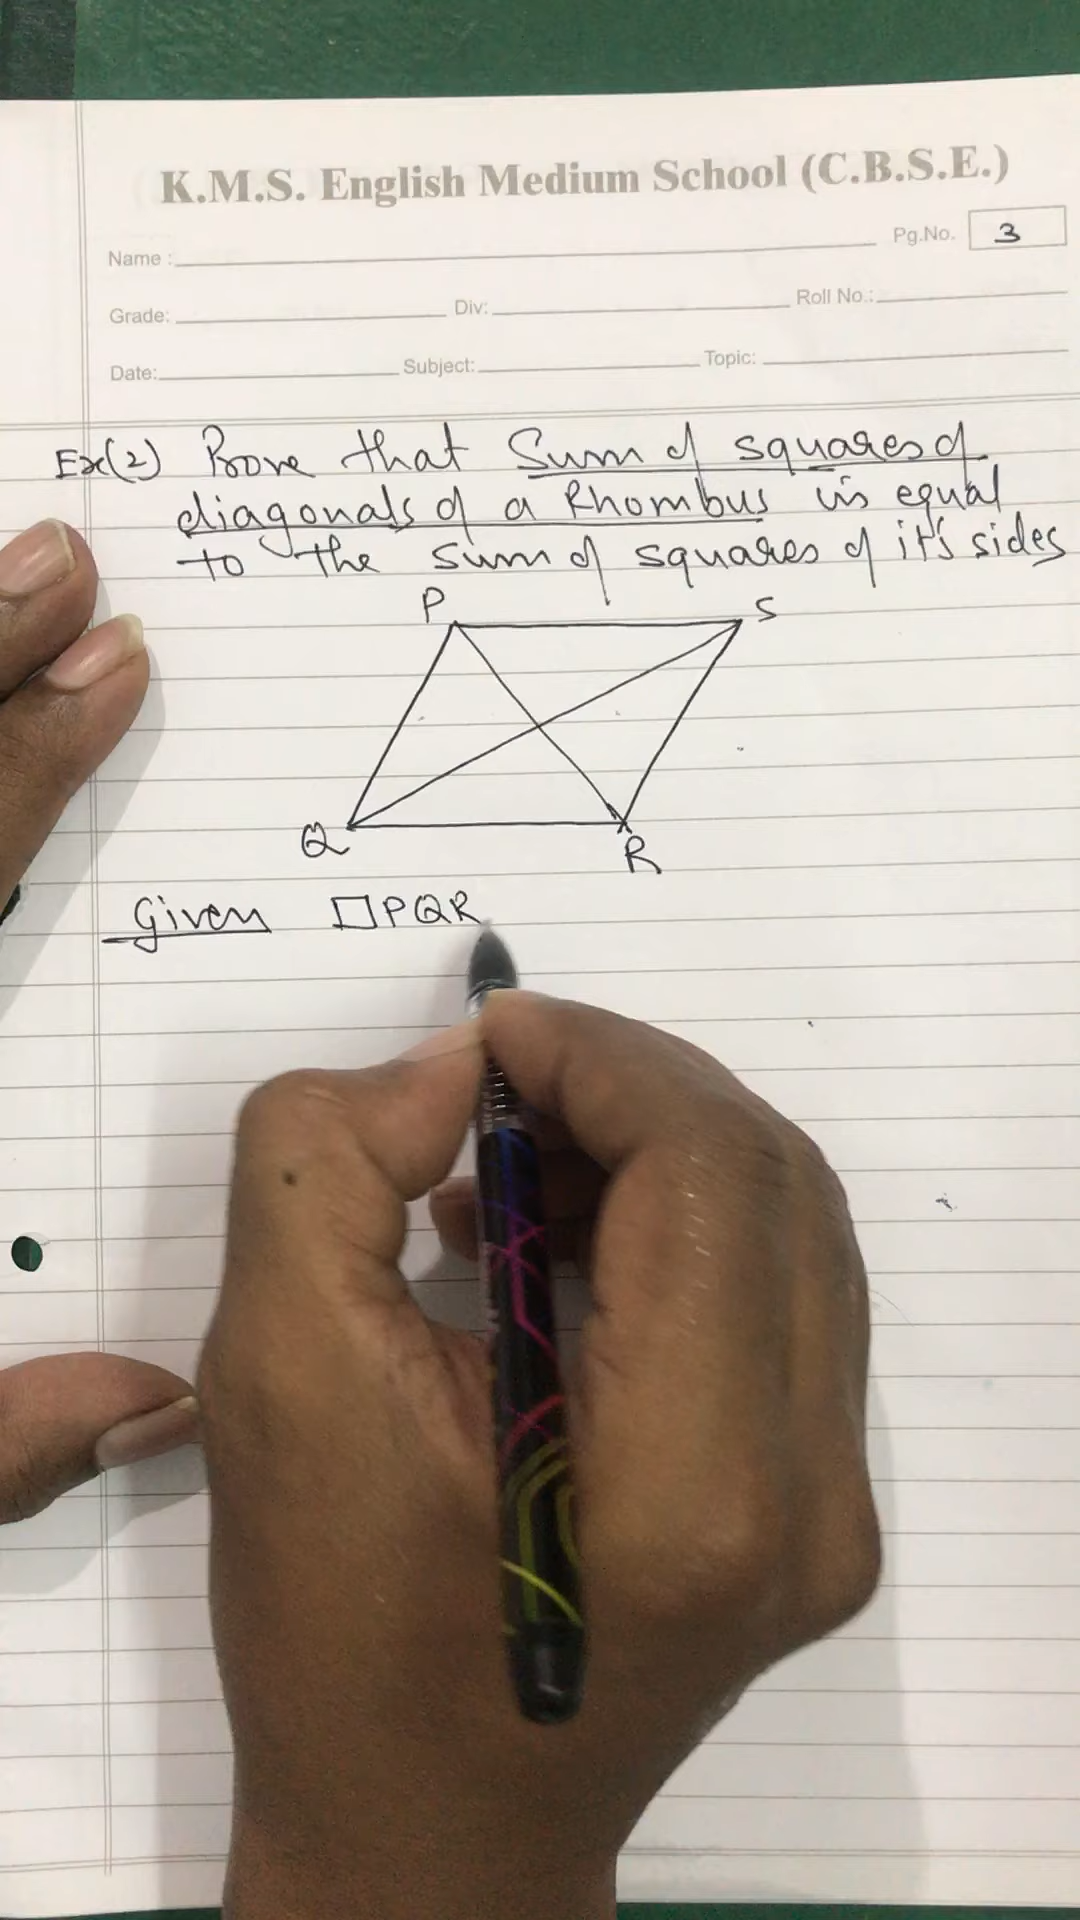 K.M.S. English Medium School (C.B.S.E.)
Pg.No. 3
Name :
Grade: Div: Roll No.:
Date: Subject: Topic:
Ex(2) Prove that Sum of squares of
diagonals of a Rhombus is equal
to the sum of squares of it's sides
P S
Q R
Given □PQR